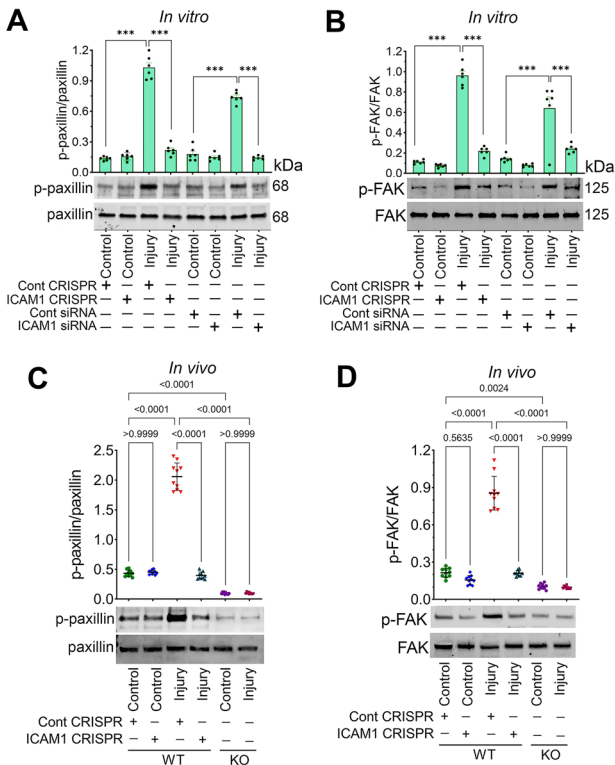 A
In vitro
*** ***
*** ***
p-paxillin/paxillin
1.2
0.9
0.6
0.3
0.0
kDa
p-paxillin 68
paxillin 68
Control Control Injury Injury Control Control Injury Injury
Cont CRISPR + – + – – – – –
ICAM1 CRISPR – + – + – – – –
Cont siRNA – – – – + – + –
ICAM1 siRNA – – – – – + – +
B
In vitro
*** ***
*** ***
p-FAK/FAK
1.2
1.0
0.8
0.6
0.4
0.2
0.0
kDa
p-FAK 125
FAK 125
Control Control Injury Injury Control Control Injury Injury
Cont CRISPR + – + – – – – –
ICAM1 CRISPR – + – + – – – –
Cont siRNA – – – – + – + –
ICAM1 siRNA – – – – – + – +
C
In vivo
<0.0001
<0.0001 <0.0001
>0.9999 <0.0001 >0.9999
p-paxillin/paxillin
2.5
2.0
1.5
1.0
0.5
0.0
p-paxillin
paxillin
Control Control Injury Injury Control Injury
Cont CRISPR + – + – – –
ICAM1 CRISPR – + – + – –
WT KO
D
In vivo
0.0024
<0.0001 <0.0001
0.5635 <0.0001 >0.9999
p-FAK/FAK
1.2
0.9
0.6
0.3
0.0
p-FAK
FAK
Control Control Injury Injury Control Injury
Cont CRISPR + – + – – –
ICAM1 CRISPR – + – + – –
WT KO